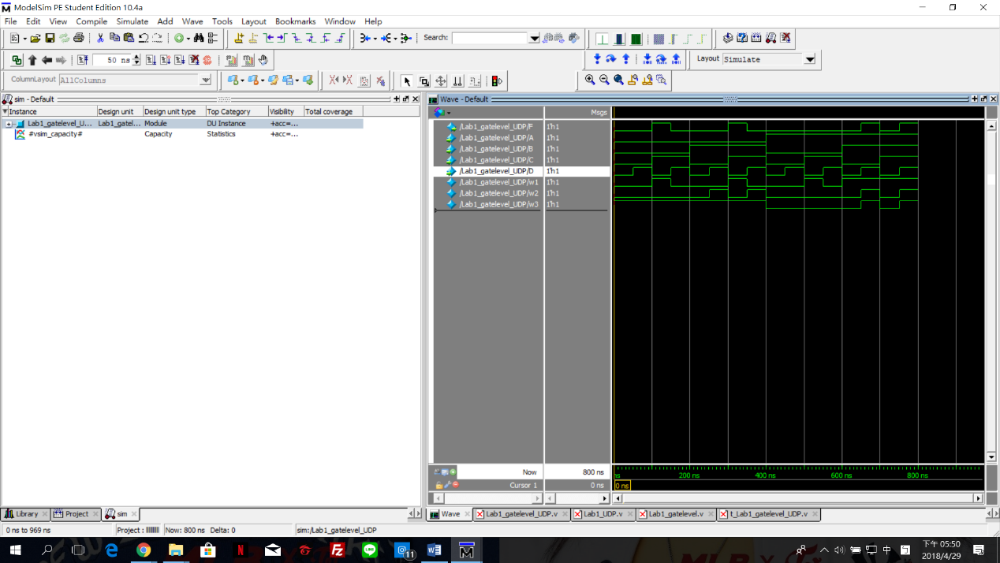 ModelSim PE Student Edition 10.4a
File Edit View Compile Simulate Add Wave Tools Layout Bookmarks Window Help
Search:
50 ns
Layout Simulate
ColumnLayout AllColumns
sim - Default
Instance Design unit Design unit type Top Category Visibility Total coverage
Lab1_gatelevel_U... Lab1_gatel... Module DU Instance +acc=...
#vsim_capacity# Capacity Statistics +acc=...
Wave - Default
Msgs
/Lab1_gatelevel_UDP/F 1'h1
/Lab1_gatelevel_UDP/A 1'h1
/Lab1_gatelevel_UDP/B 1'h1
/Lab1_gatelevel_UDP/C 1'h1
/Lab1_gatelevel_UDP/D 1'h1
/Lab1_gatelevel_UDP/w1 1'h1
/Lab1_gatelevel_UDP/w2 1'h1
/Lab1_gatelevel_UDP/w3 1'h1
Now 800 ns
ns 200 ns 400 ns 600 ns 800 ns
Cursor 1 0 ns
0 ns
Library Project sim
Wave Lab1_gatelevel_UDP.v Lab1_UDP.v Lab1_gatelevel.v t_Lab1_gatelevel_UDP.v
0 ns to 969 ns Project : Now: 800 ns Delta: 0 sim:/Lab1_gatelevel_UDP
11
中
下午 05:50
2018/4/29